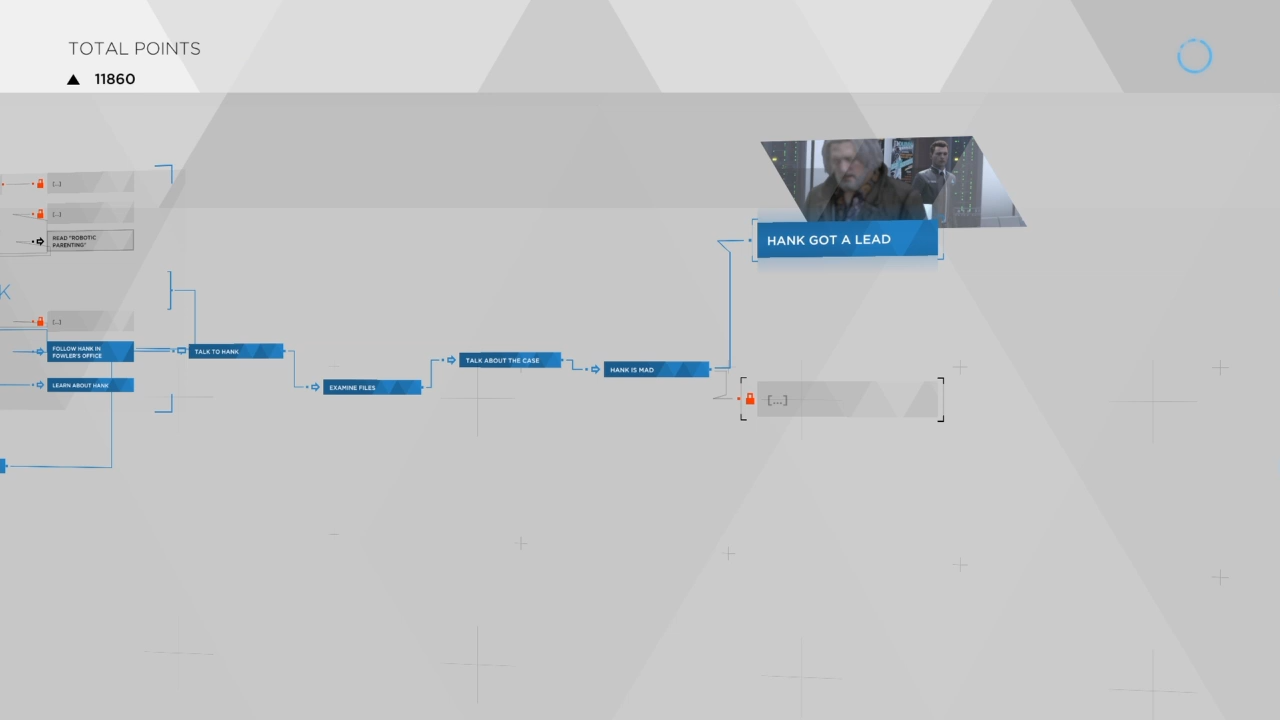 TOTAL POINTS
11860
[...]
[...]
READ "ROBOTIC
PARENTING"
HANK GOT A LEAD
K
[...]
FOLLOW HANK IN
FOWLER'S OFFICE
TALK TO HANK
TALK ABOUT THE CASE
HANK IS MAD
LEARN ABOUT HANK
EXAMINE FILES
[...]